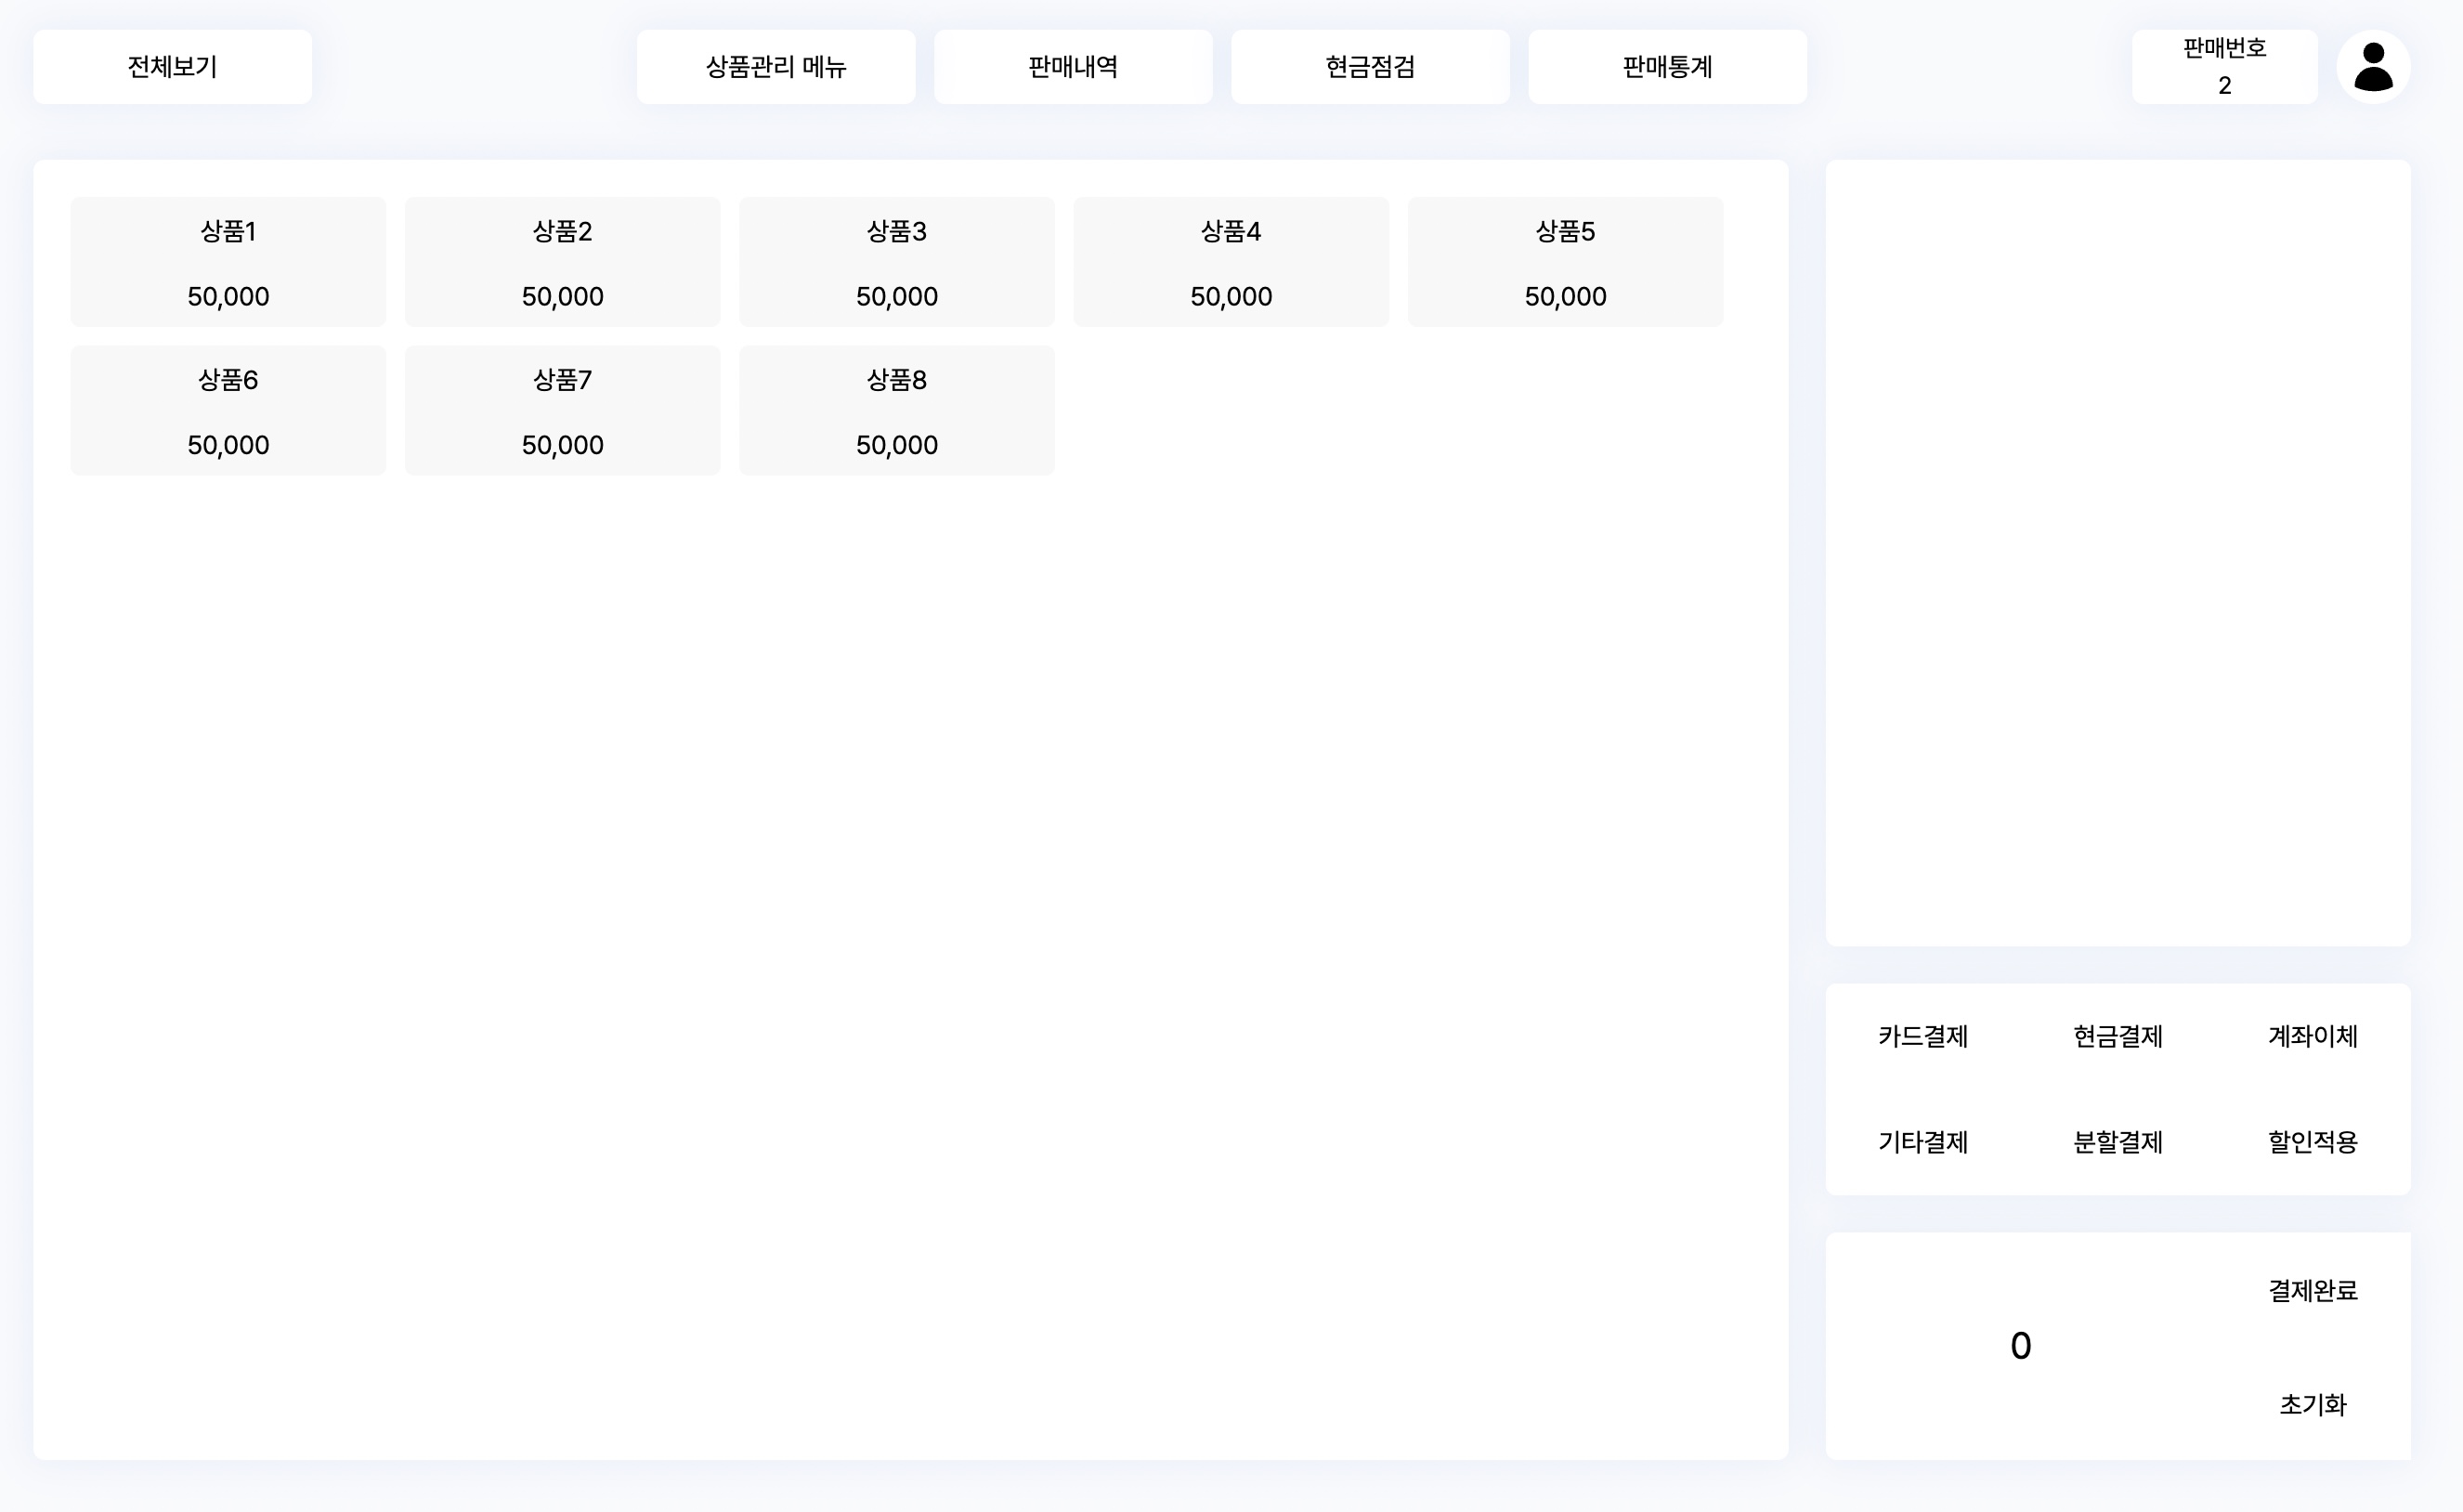 전체보기
상품관리 메뉴
판매내역
현금점검
판매통계
판매번호
2
상품1
50,000
상품2
50,000
상품3
50,000
상품4
50,000
상품5
50,000
상품6
50,000
상품7
50,000
상품8
50,000
카드결제
현금결제
계좌이체
기타결제
분할결제
할인적용
0
결제완료
초기화